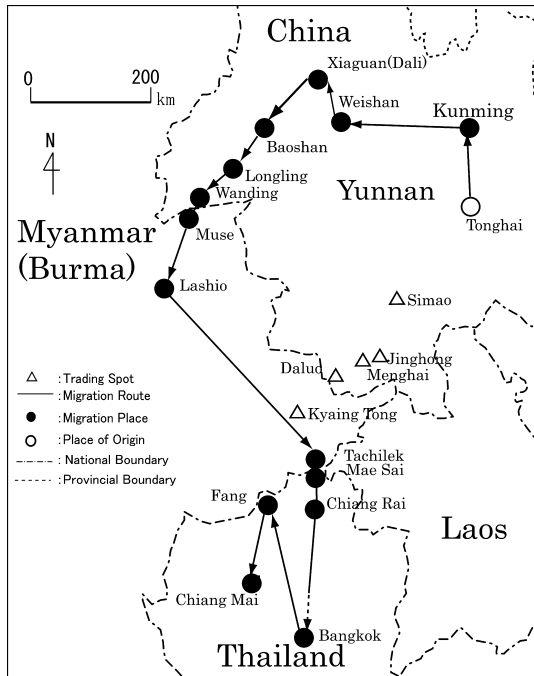 China
0
200
km
Xiaguan(Dali)
Weishan
Kunming
N
Baoshan
Longling
Wanding
Yunnan
Tonghai
Myanmar
(Burma)
Muse
Lashio
Simao
Jinghong
Menghai
Daluo
Kyaing Tong
:Trading Spot
:Migration Route
:Migration Place
:Place of Origin
: National Boundary
:Provincial Boundary
Tachilek
Mae Sai
Fang
Chiang Rai
Laos
Chiang Mai
Bangkok
Thailand